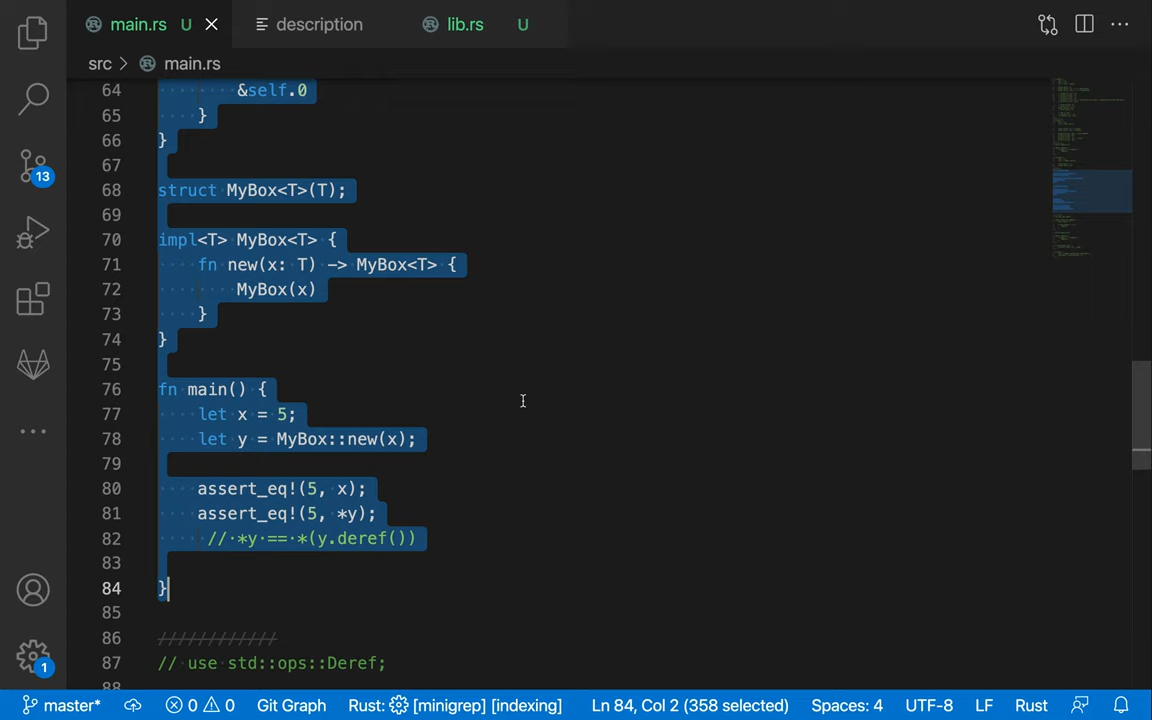 main.rs U
description
lib.rs U
src > main.rs
64 &self.0
65 }
66 }
67
68 struct MyBox<T>(T);
69
70 impl<T> MyBox<T> {
71 fn new(x: T) -> MyBox<T> {
72 MyBox(x)
73 }
74 }
75
76 fn main() {
77 let x = 5;
78 let y = MyBox::new(x);
79
80 assert_eq!(5, x);
81 assert_eq!(5, *y);
82 // *y == *(y.deref())
83
84 }
85
86 ////////////
87 // use std::ops::Deref;
88
13
1
master* 0 0 Git Graph Rust: [minigrep] [indexing] Ln 84, Col 2 (358 selected) Spaces: 4 UTF-8 LF Rust